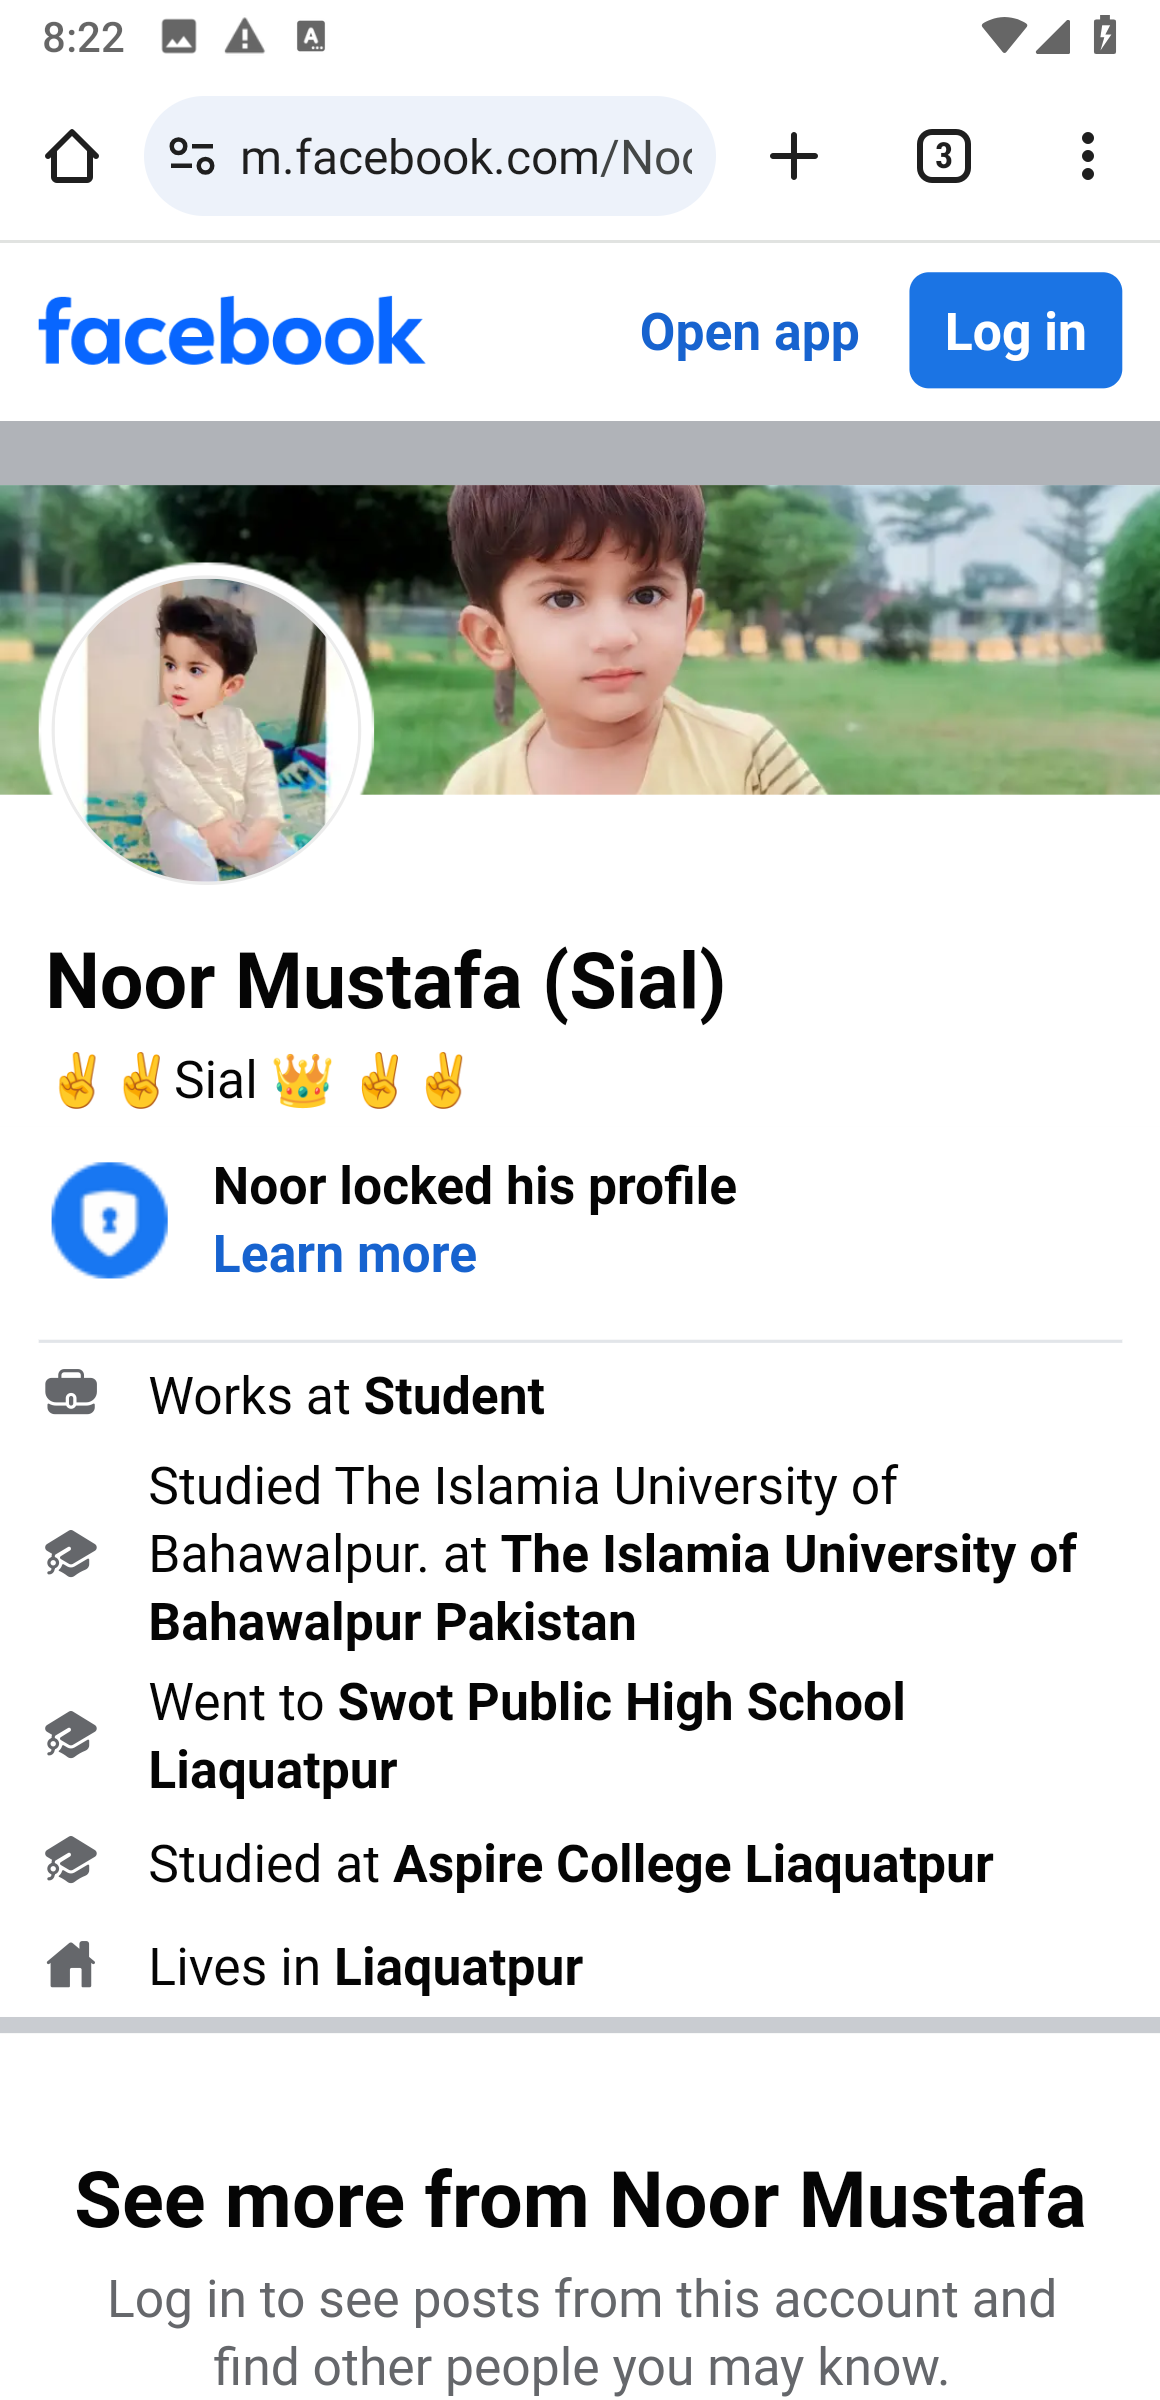 8:22
m.facebook.com/Noo
3
facebook
Open app
Log in
Noor Mustafa (Sial)
✌✌Sial 👑 ✌✌
Noor locked his profile
Learn more
Works at Student
Studied The Islamia University of
Bahawalpur. at The Islamia University of
Bahawalpur Pakistan
Went to Swot Public High School
Liaquatpur
Studied at Aspire College Liaquatpur
Lives in Liaquatpur
See more from Noor Mustafa
Log in to see posts from this account and
find other people you may know.